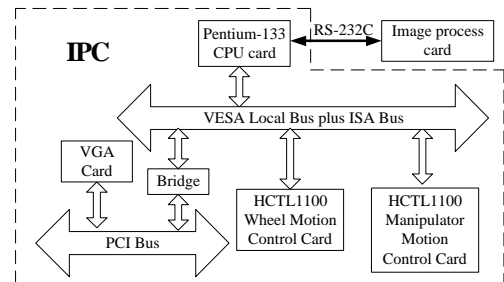 IPC
Pentium-133
CPU card
RS-232C
Image process
card
VESA Local Bus plus ISA Bus
VGA
Card
Bridge
HCTL1100
Wheel Motion
Control Card
HCTL1100
Manipulator
Motion
Control Card
PCI Bus